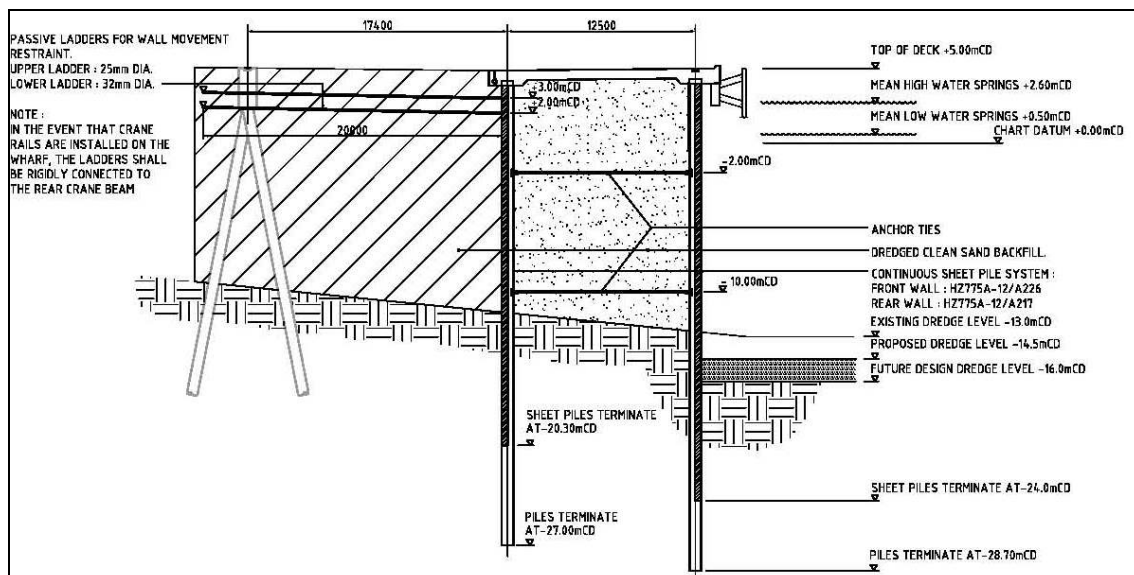 17400
12500
PASSIVE LADDERS FOR WALL MOVEMENT
RESTRAINT.
UPPER LADDER : 25mm DIA.
LOWER LADDER : 32mm DIA.
NOTE :
IN THE EVENT THAT CRANE
RAILS ARE INSTALLED ON THE
WHARF, THE LADDERS SHALL
BE RIGIDLY CONNECTED TO
THE REAR CRANE BEAM
20000
+3.00mCD
+2.00mCD
-2.00mCD
-10.00mCD
TOP OF DECK +5.00mCD
MEAN HIGH WATER SPRINGS +2.60mCD
MEAN LOW WATER SPRINGS +0.50mCD
CHART DATUM +0.00mCD
ANCHOR TIES
DREDGED CLEAN SAND BACKFILL.
CONTINUOUS SHEET PILE SYSTEM :
FRONT WALL : HZ775A-12/A226
REAR WALL : HZ775A-12/A217
EXISTING DREDGE LEVEL -13.0mCD
PROPOSED DREDGE LEVEL -14.5mCD
FUTURE DESIGN DREDGE LEVEL -16.0mCD
SHEET PILES TERMINATE
AT-20.30mCD
SHEET PILES TERMINATE AT-24.0mCD
PILES TERMINATE
AT-27.00mCD
PILES TERMINATE AT-28.70mCD